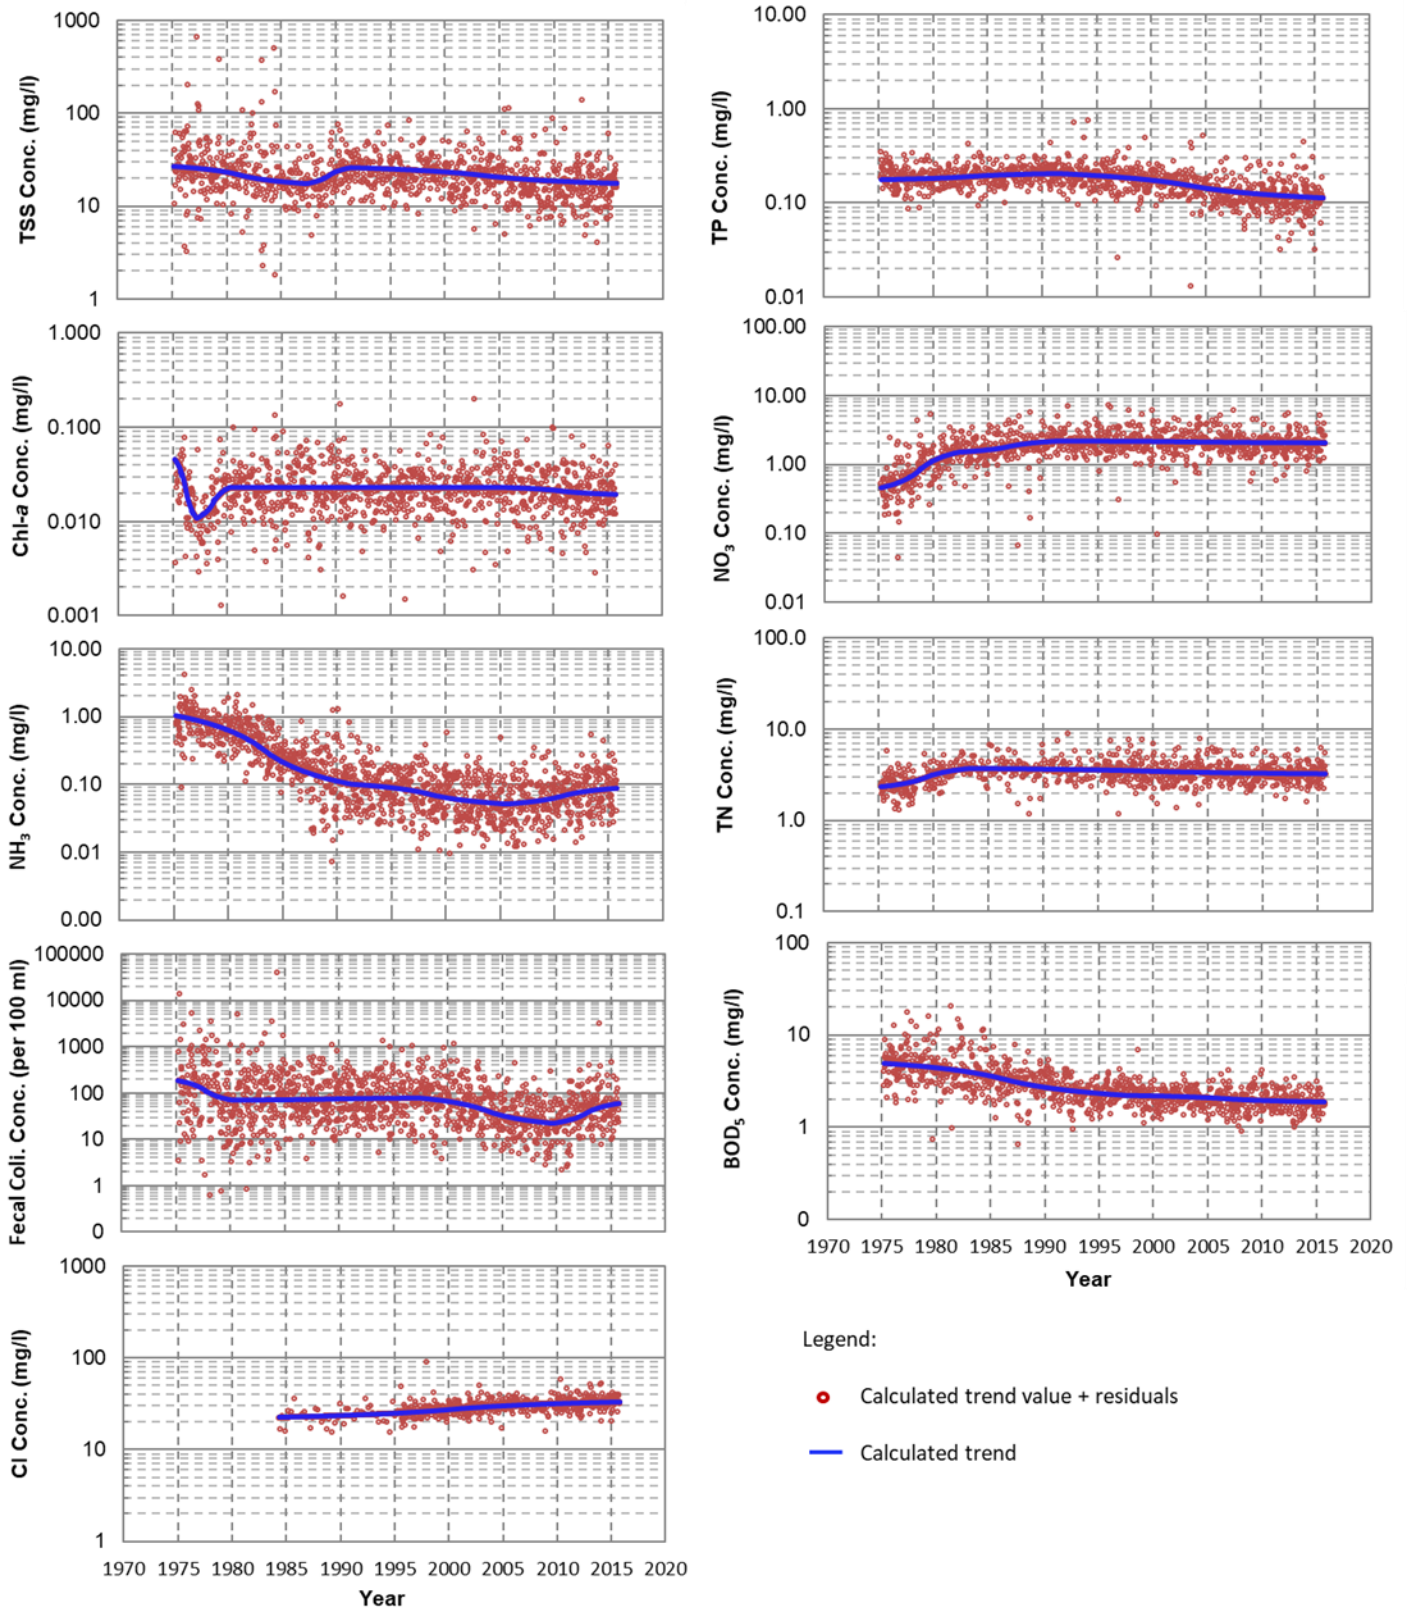 1000
100
10
1
TSS Conc. (mg/l)
10.00
1.00
0.10
0.01
TP Conc. (mg/l)
1.000
0.100
0.010
0.001
Chl-a Conc. (mg/l)
100.00
10.00
1.00
0.10
0.01
NO₃ Conc. (mg/l)
10.00
1.00
0.10
0.01
0.00
NH₃ Conc. (mg/l)
100.0
10.0
1.0
0.1
TN Conc. (mg/l)
100000
10000
1000
100
10
1
0
Fecal Coli. Conc. (per 100 ml)
100
10
1
0
BOD₅ Conc. (mg/l)
1970 1975 1980 1985 1990 1995 2000 2005 2010 2015 2020
Year
1000
100
10
1
Cl Conc. (mg/l)
1970 1975 1980 1985 1990 1995 2000 2005 2010 2015 2020
Year
Legend:
Calculated trend value + residuals
Calculated trend